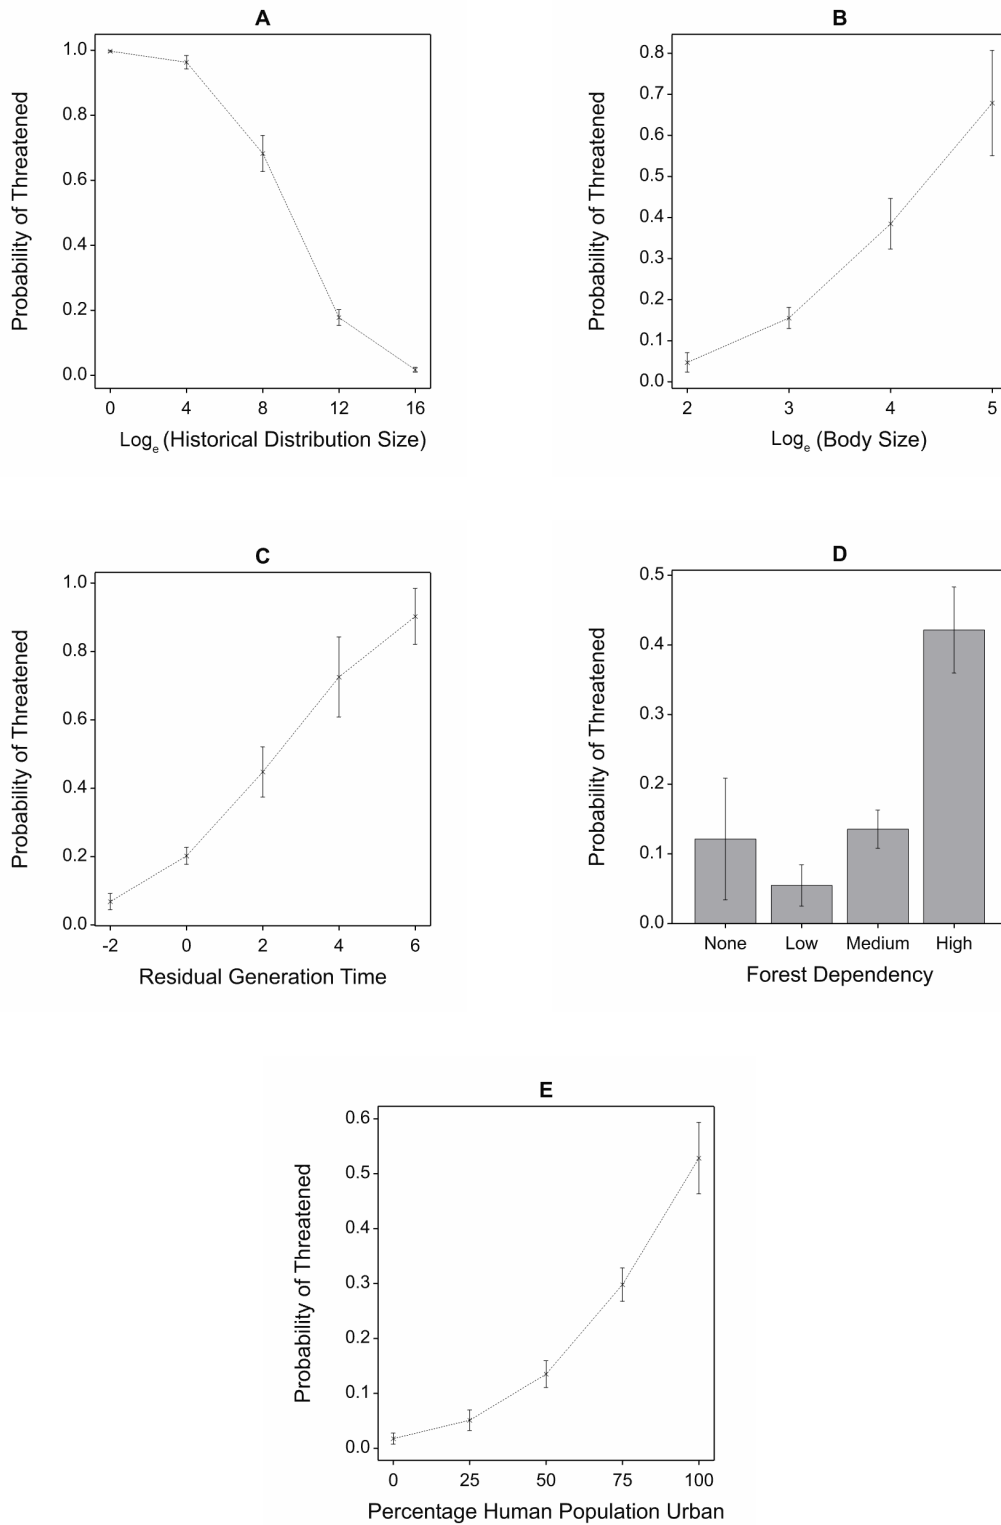 A
Probability of Threatened
1.0
0.8
0.6
0.4
0.2
0.0
0 4 8 12 16
Loge (Historical Distribution Size)
B
Probability of Threatened
0.8
0.7
0.6
0.5
0.4
0.3
0.2
0.1
0.0
2 3 4 5
Loge (Body Size)
C
Probability of Threatened
1.0
0.8
0.6
0.4
0.2
0.0
-2 0 2 4 6
Residual Generation Time
D
Probability of Threatened
0.5
0.4
0.3
0.2
0.1
0.0
None Low Medium High
Forest Dependency
E
Probability of Threatened
0.6
0.5
0.4
0.3
0.2
0.1
0.0
0 25 50 75 100
Percentage Human Population Urban